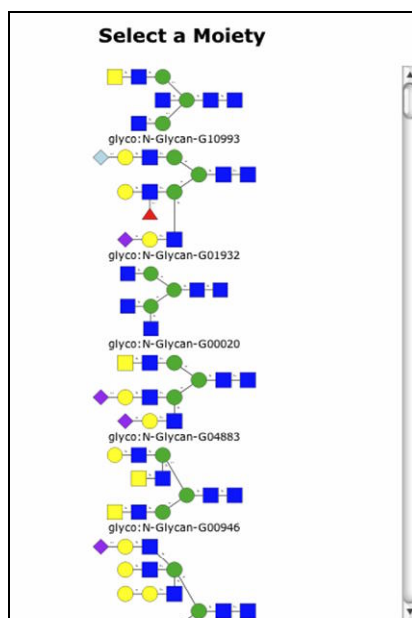 Select a Moiety
glyco:N-Glycan-G10993
glyco:N-Glycan-G01932
glyco:N-Glycan-G00020
glyco:N-Glycan-G04883
glyco:N-Glycan-G00946